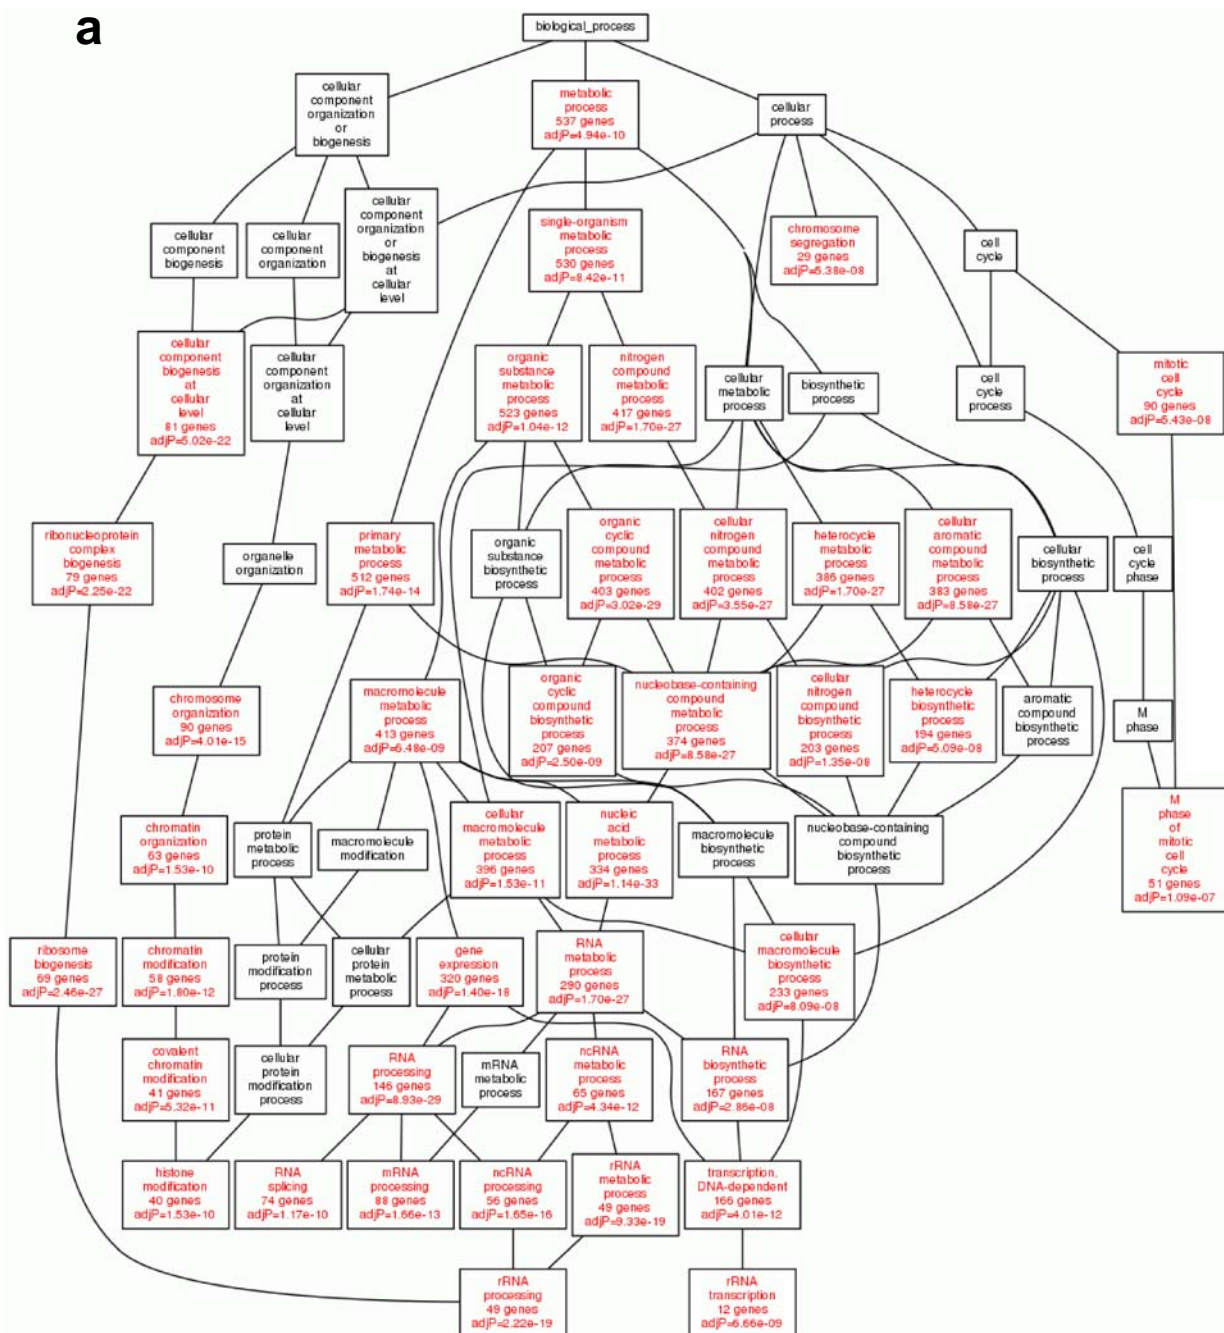 a
biological_process
cellular
component
organization
or
biogenesis
metabolic
process
537 genes
adjP=4.94e-10
cellular
process
cellular
component
biogenesis
cellular
component
organization
cellular
component
organization
or
biogenesis
at
cellular
level
single-organism
metabolic
process
530 genes
adjP=8.42e-11
chromosome
segregation
29 genes
adjP=5.38e-08
cell
cycle
cellular
component
biogenesis
at
cellular
level
81 genes
adjP=5.02e-22
cellular
component
organization
at
cellular
level
organic
substance
metabolic
process
523 genes
adjP=1.04e-12
nitrogen
compound
metabolic
process
417 genes
adjP=1.70e-27
cellular
metabolic
process
biosynthetic
process
cell
cycle
process
mitotic
cell
cycle
90 genes
adjP=5.43e-08
ribonucleoprotein
complex
biogenesis
79 genes
adjP=2.25e-22
organelle
organization
primary
metabolic
process
512 genes
adjP=1.74e-14
organic
substance
biosynthetic
process
organic
cyclic
compound
metabolic
process
403 genes
adjP=3.02e-29
cellular
nitrogen
compound
metabolic
process
402 genes
adjP=3.55e-27
heterocycle
metabolic
process
386 genes
adjP=1.70e-27
cellular
aromatic
compound
metabolic
process
383 genes
adjP=8.58e-27
cellular
biosynthetic
process
cell
cycle
phase
chromosome
organization
90 genes
adjP=4.01e-15
macromolecule
metabolic
process
413 genes
adjP=6.48e-09
organic
cyclic
compound
biosynthetic
process
207 genes
adjP=2.50e-09
nucleobase-containing
compound
metabolic
process
374 genes
adjP=8.58e-27
cellular
nitrogen
compound
biosynthetic
process
203 genes
adjP=1.35e-08
heterocycle
biosynthetic
process
194 genes
adjP=5.09e-08
aromatic
compound
biosynthetic
process
M
phase
chromatin
organization
63 genes
adjP=1.53e-10
protein
metabolic
process
macromolecule
modification
cellular
macromolecule
metabolic
process
396 genes
adjP=1.53e-11
nucleic
acid
metabolic
process
334 genes
adjP=1.14e-33
macromolecule
biosynthetic
process
nucleobase-containing
compound
biosynthetic
process
M
phase
of
mitotic
cell
cycle
51 genes
adjP=1.09e-07
ribosome
biogenesis
69 genes
adjP=2.46e-27
chromatin
modification
58 genes
adjP=1.80e-12
protein
modification
process
cellular
protein
metabolic
process
gene
expression
320 genes
adjP=1.40e-18
RNA
metabolic
process
290 genes
adjP=1.70e-27
cellular
macromolecule
biosynthetic
process
233 genes
adjP=8.09e-08
covalent
chromatin
modification
41 genes
adjP=5.32e-11
cellular
protein
modification
process
RNA
processing
146 genes
adjP=8.93e-29
mRNA
metabolic
process
ncRNA
metabolic
process
65 genes
adjP=4.34e-12
RNA
biosynthetic
process
167 genes
adjP=2.86e-08
histone
modification
40 genes
adjP=1.53e-10
RNA
splicing
74 genes
adjP=1.17e-10
mRNA
processing
88 genes
adjP=1.66e-13
ncRNA
processing
56 genes
adjP=1.65e-16
rRNA
metabolic
process
49 genes
adjP=9.33e-19
transcription,
DNA-dependent
166 genes
adjP=4.01e-12
rRNA
processing
49 genes
adjP=2.22e-19
rRNA
transcription
12 genes
adjP=6.66e-09